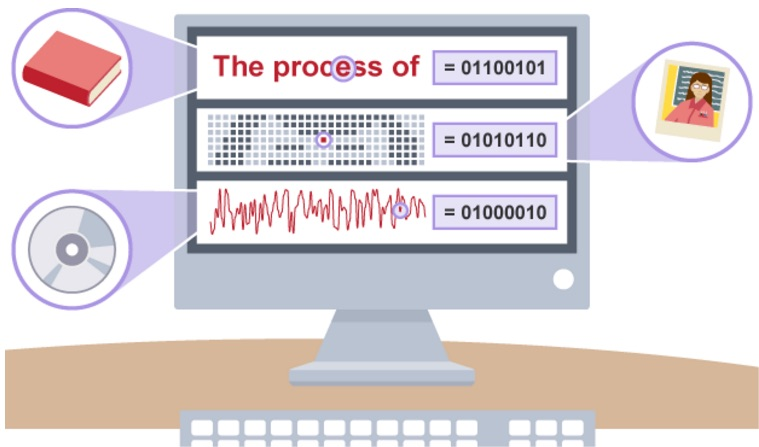 The process of = 01100101
= 01010110
= 01000010